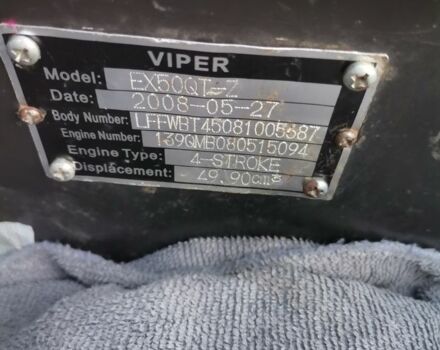 VIPER
Model: EX50QT-Z
Date: 2008-05-27
Body Number: LFFWBT45081005387
Engine Number: 139QMB080515094
Engine Type: 4-STROKE
Displacement: 49.90cm³